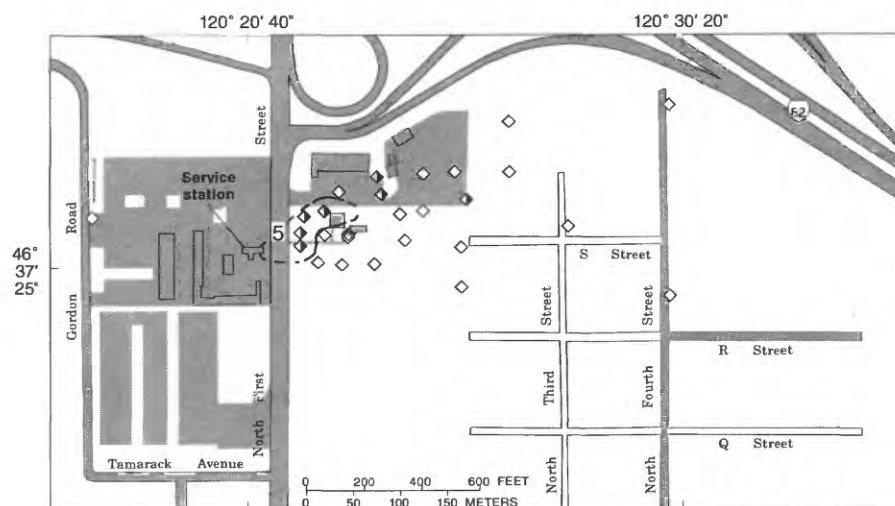 120° 20' 40"
120° 30' 20"
82
Street
Service
station
Road
5
46°
37'
25"
S Street
Gordon
Street
Street
R Street
North First
Third
Fourth
Q Street
Tamarack Avenue
North
North
0 200 400 600 FEET
0 50 100 150 METERS